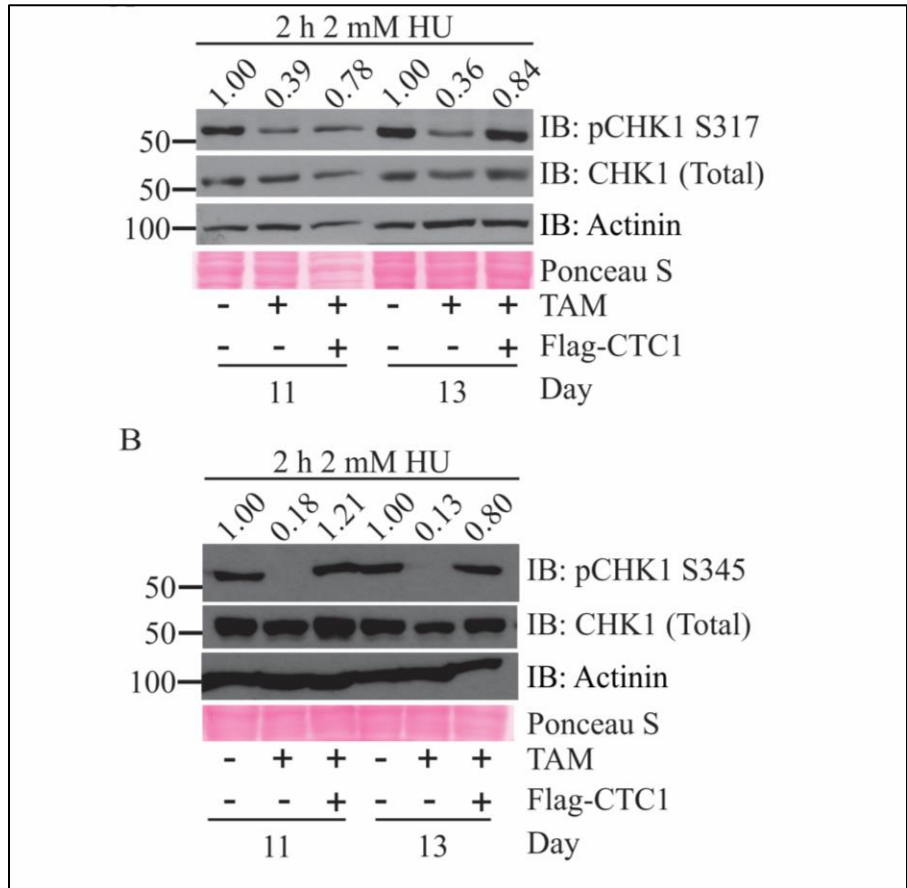 2 h 2 mM HU
1.00 0.39 0.78 1.00 0.36 0.84
50 IB: pCHK1 S317
50 IB: CHK1 (Total)
100 IB: Actinin
Ponceau S
- + + - + + TAM
- - + - - + Flag-CTC1
11 13 Day
B
2 h 2 mM HU
1.00 0.18 1.21 1.00 0.13 0.80
50 IB: pCHK1 S345
50 IB: CHK1 (Total)
100 IB: Actinin
Ponceau S
- + + - + + TAM
- - + - - + Flag-CTC1
11 13 Day